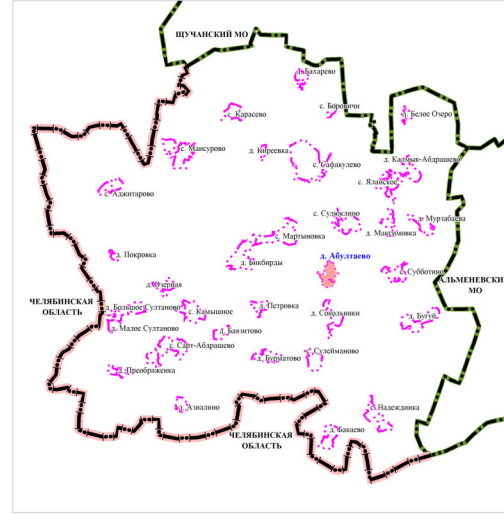 ЩУЧАНСКИЙ МО
д. Бахарево
с. Карасево
с. Боровичи
д. Белое Озеро
с. Мансурово
д. Киреевка
с. Сафакулево
д. Калмык-Абдрашево
с. Яланское
с. Аджитарово
с. Сулюклино
д. Мурзабаева
с. Мартыновка
д. Максимовка
д. Покровка
д. Бикбирды
д. Абултаево
с. Субботино
д. Озерная
АЛЬМЕНЕВСКИЙ
МО
ЧЕЛЯБИНСКАЯ
ОБЛАСТЬ
д. Большое Султаново
с. Камышное
д. Петровка
д. Сокольники
д. Бугуй
д. Малое Султаново
д. Баязитово
с. Сарт-Абдрашево
д. Бурматово
д. Сулейманово
д. Преображенка
д. Азналино
с. Надеждинка
ЧЕЛЯБИНСКАЯ
ОБЛАСТЬ
д. Бакаево